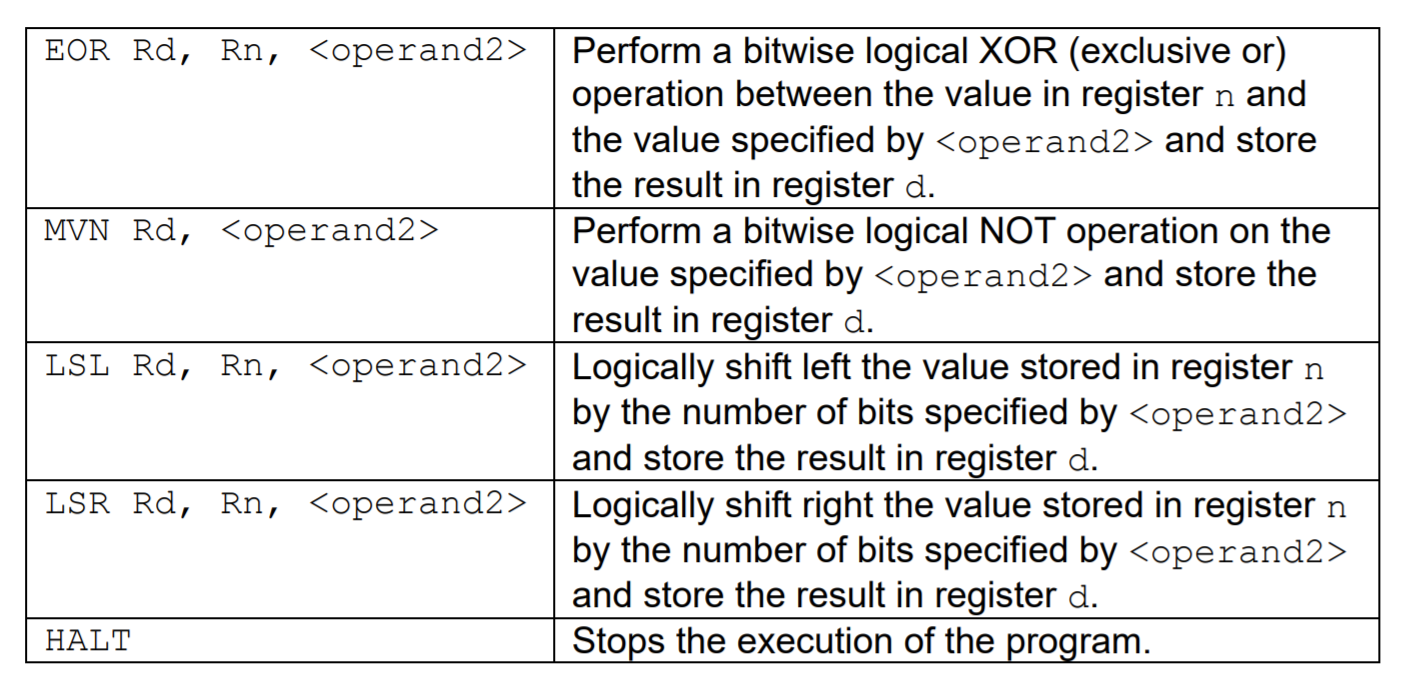 EOR Rd, Rn, <operand2>
Perform a bitwise logical XOR (exclusive or)
operation between the value in register n and
the value specified by <operand2> and store
the result in register d.
MVN Rd, <operand2>
Perform a bitwise logical NOT operation on the
value specified by <operand2> and store the
result in register d.
LSL Rd, Rn, <operand2>
Logically shift left the value stored in register n
by the number of bits specified by <operand2>
and store the result in register d.
LSR Rd, Rn, <operand2>
Logically shift right the value stored in register n
by the number of bits specified by <operand2>
and store the result in register d.
HALT
Stops the execution of the program.